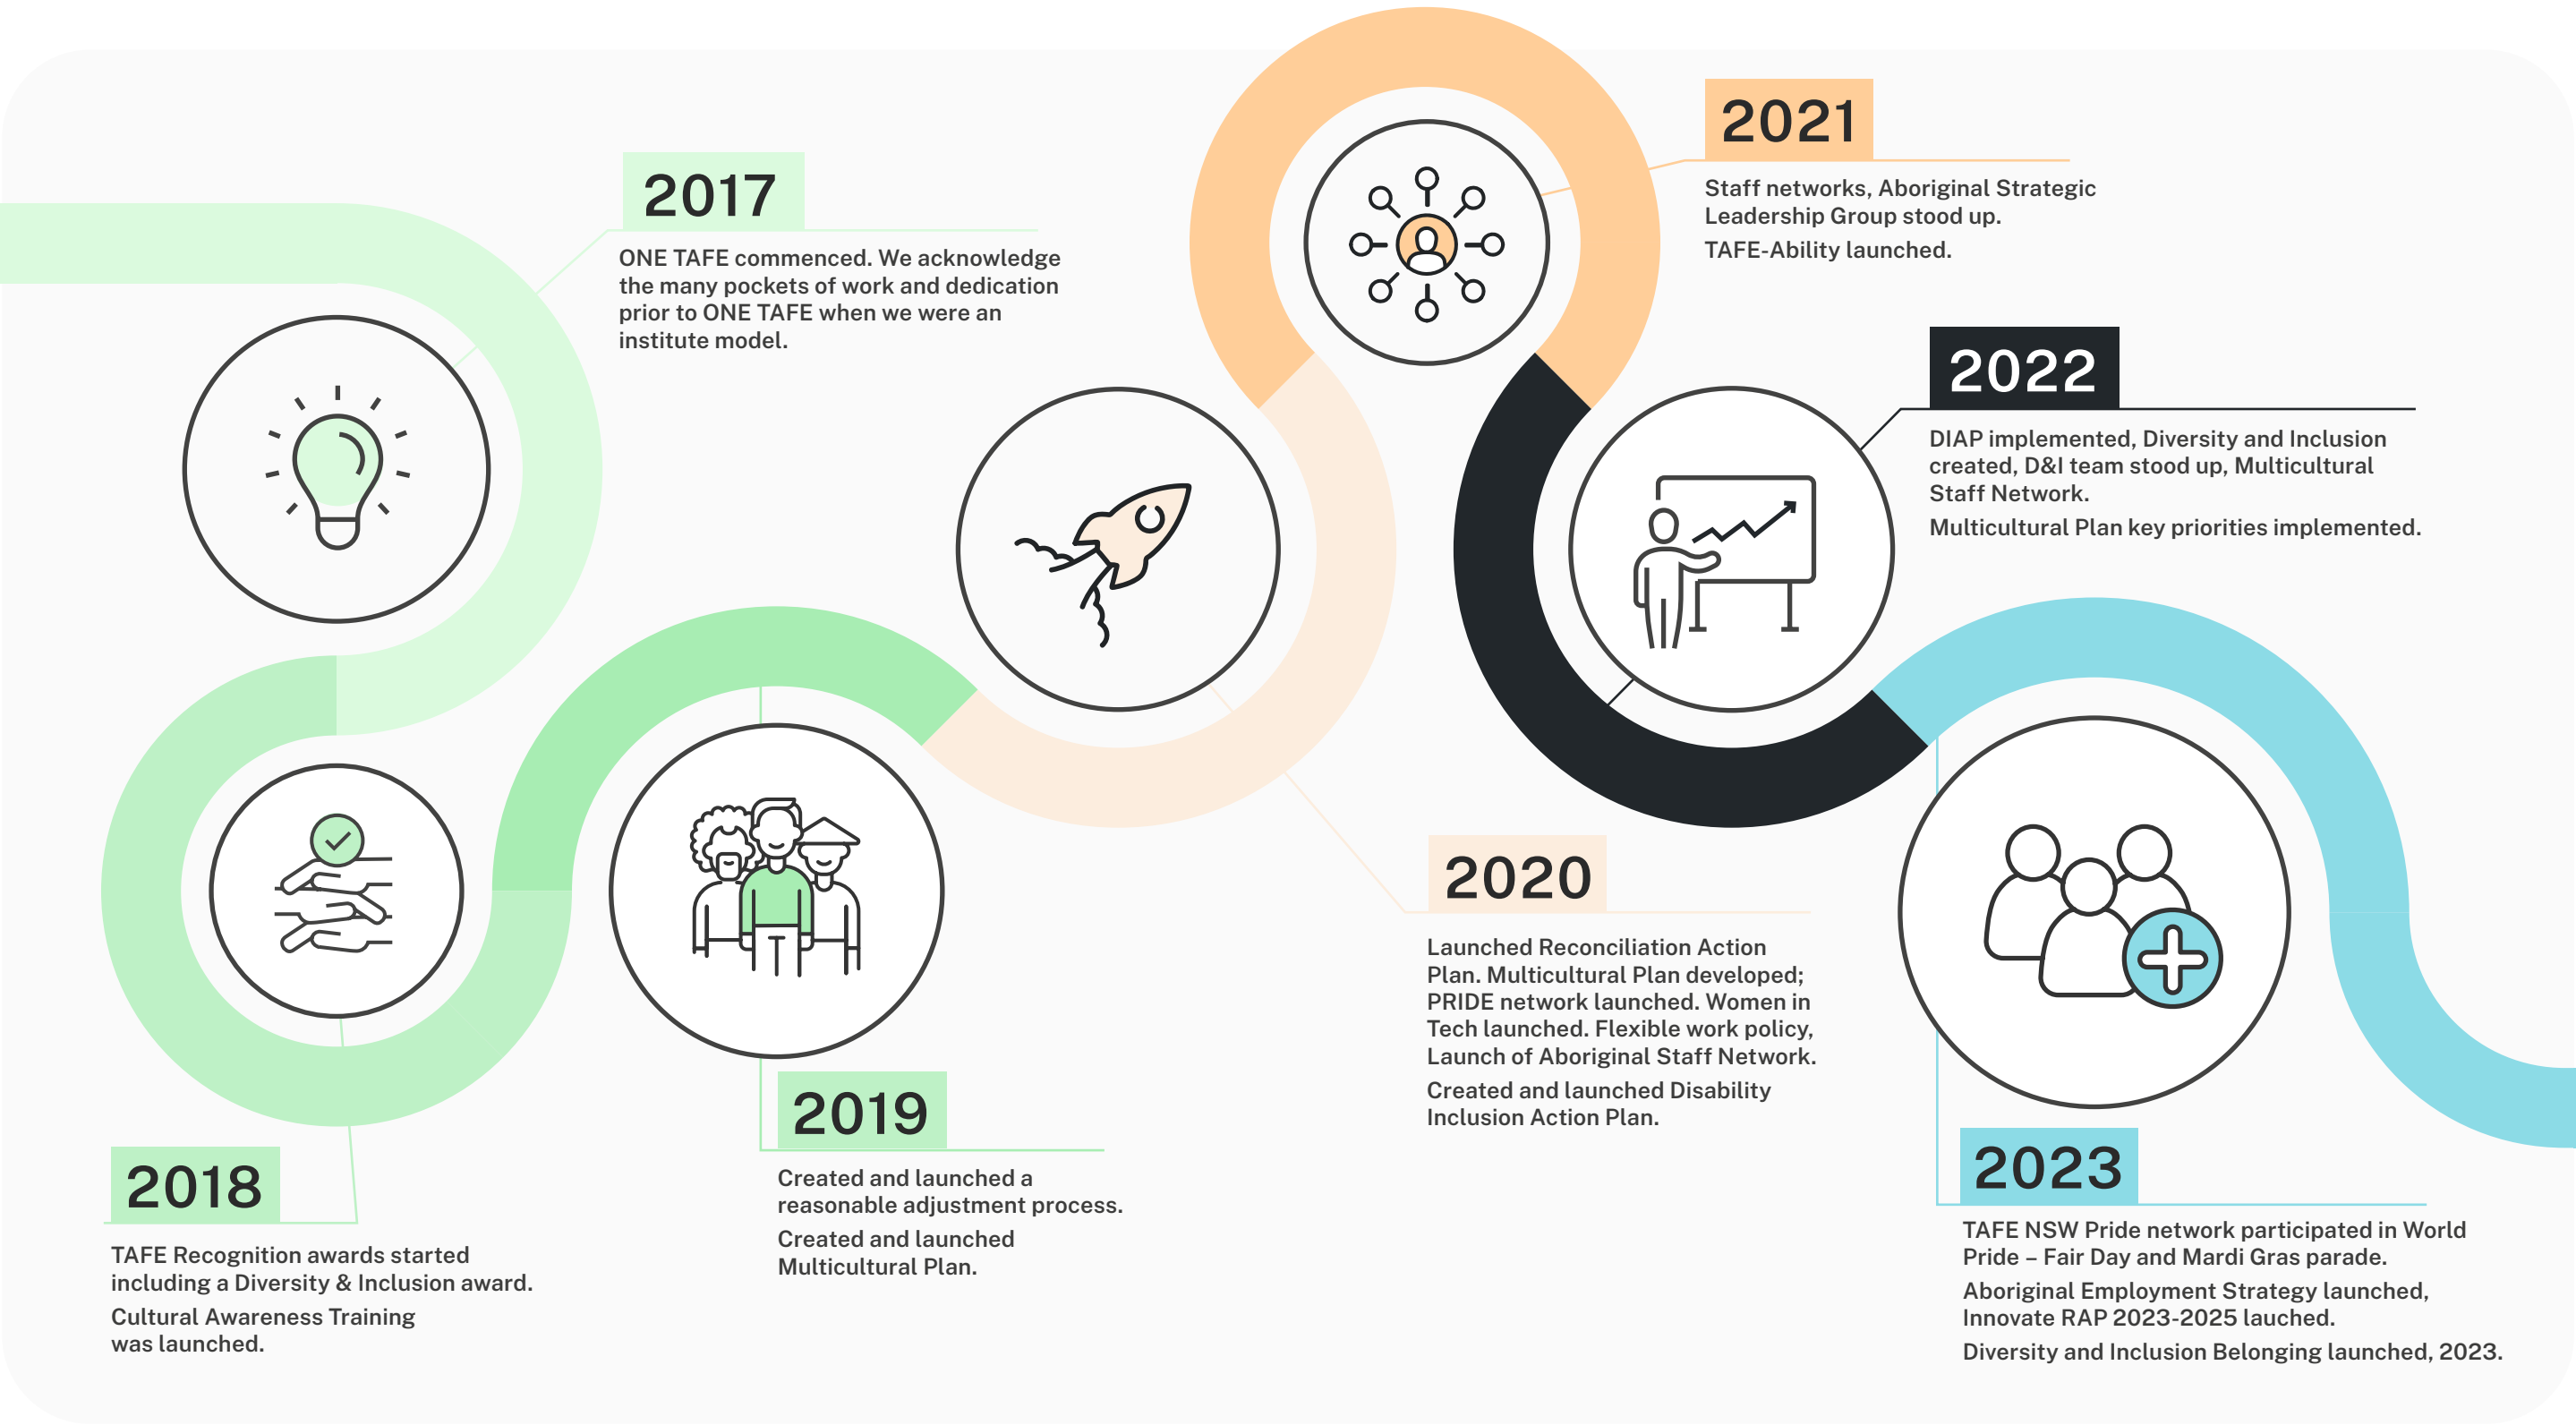 2017
ONE TAFE commenced. We acknowledge
the many pockets of work and dedication
prior to ONE TAFE when we were an
institute model.
2018
TAFE Recognition awards started
including a Diversity & Inclusion award.
Cultural Awareness Training
was launched.
2019
Created and launched a
reasonable adjustment process.
Created and launched
Multicultural Plan.
2020
Launched Reconciliation Action
Plan. Multicultural Plan developed;
PRIDE network launched. Women in
Tech launched. Flexible work policy,
Launch of Aboriginal Staff Network.
Created and launched Disability
Inclusion Action Plan.
2021
Staff networks, Aboriginal Strategic
Leadership Group stood up.
TAFE-Ability launched.
2022
DIAP implemented, Diversity and Inclusion
created, D&I team stood up, Multicultural
Staff Network.
Multicultural Plan key priorities implemented.
2023
TAFE NSW Pride network participated in World
Pride – Fair Day and Mardi Gras parade.
Aboriginal Employment Strategy launched,
Innovate RAP 2023-2025 lauched.
Diversity and Inclusion Belonging launched, 2023.